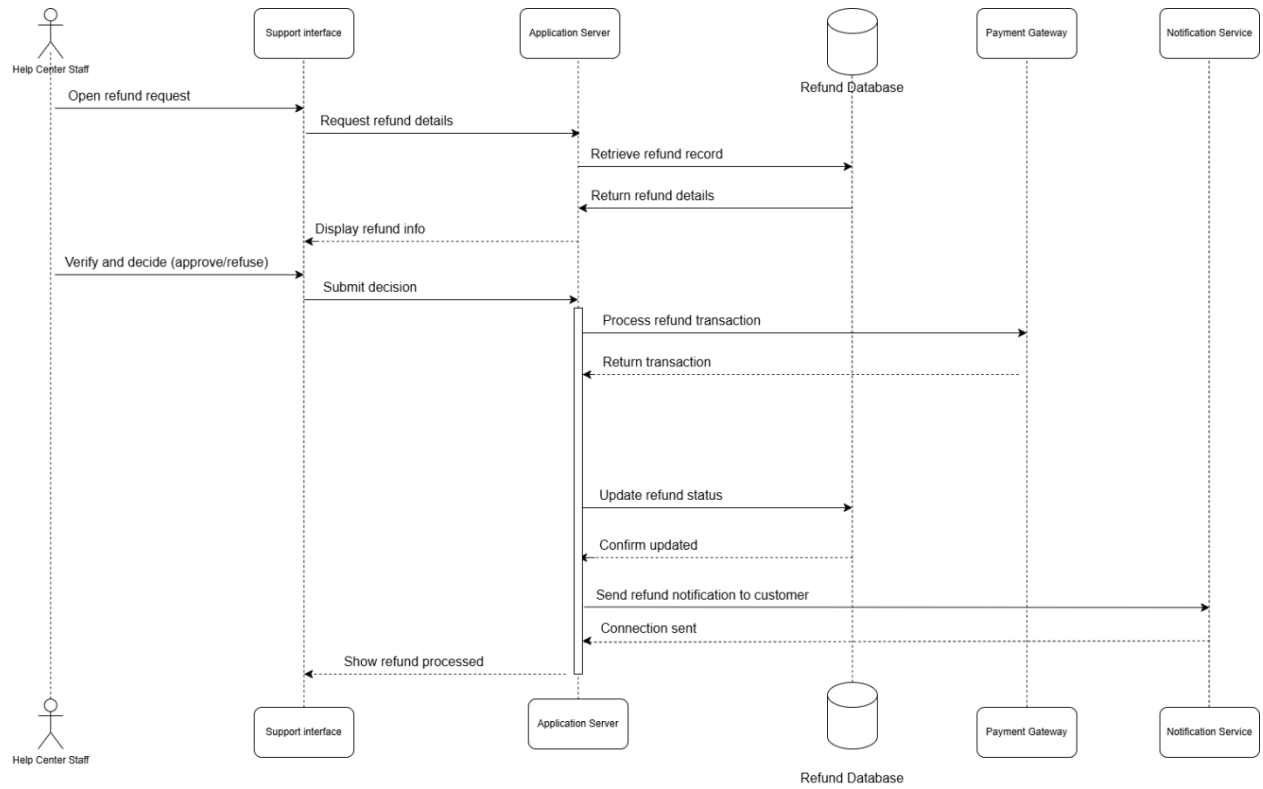 Support interface
Application Server
Payment Gateway
Notification Service
Help Center Staff
Refund Database
Open refund request
Request refund details
Retrieve refund record
Return refund details
Display refund info
Verify and decide (approve/refuse)
Submit decision
Process refund transaction
Return transaction
Update refund status
Confirm updated
Send refund notification to customer
Connection sent
Show refund processed
Support interface
Application Server
Payment Gateway
Notification Service
Help Center Staff
Refund Database